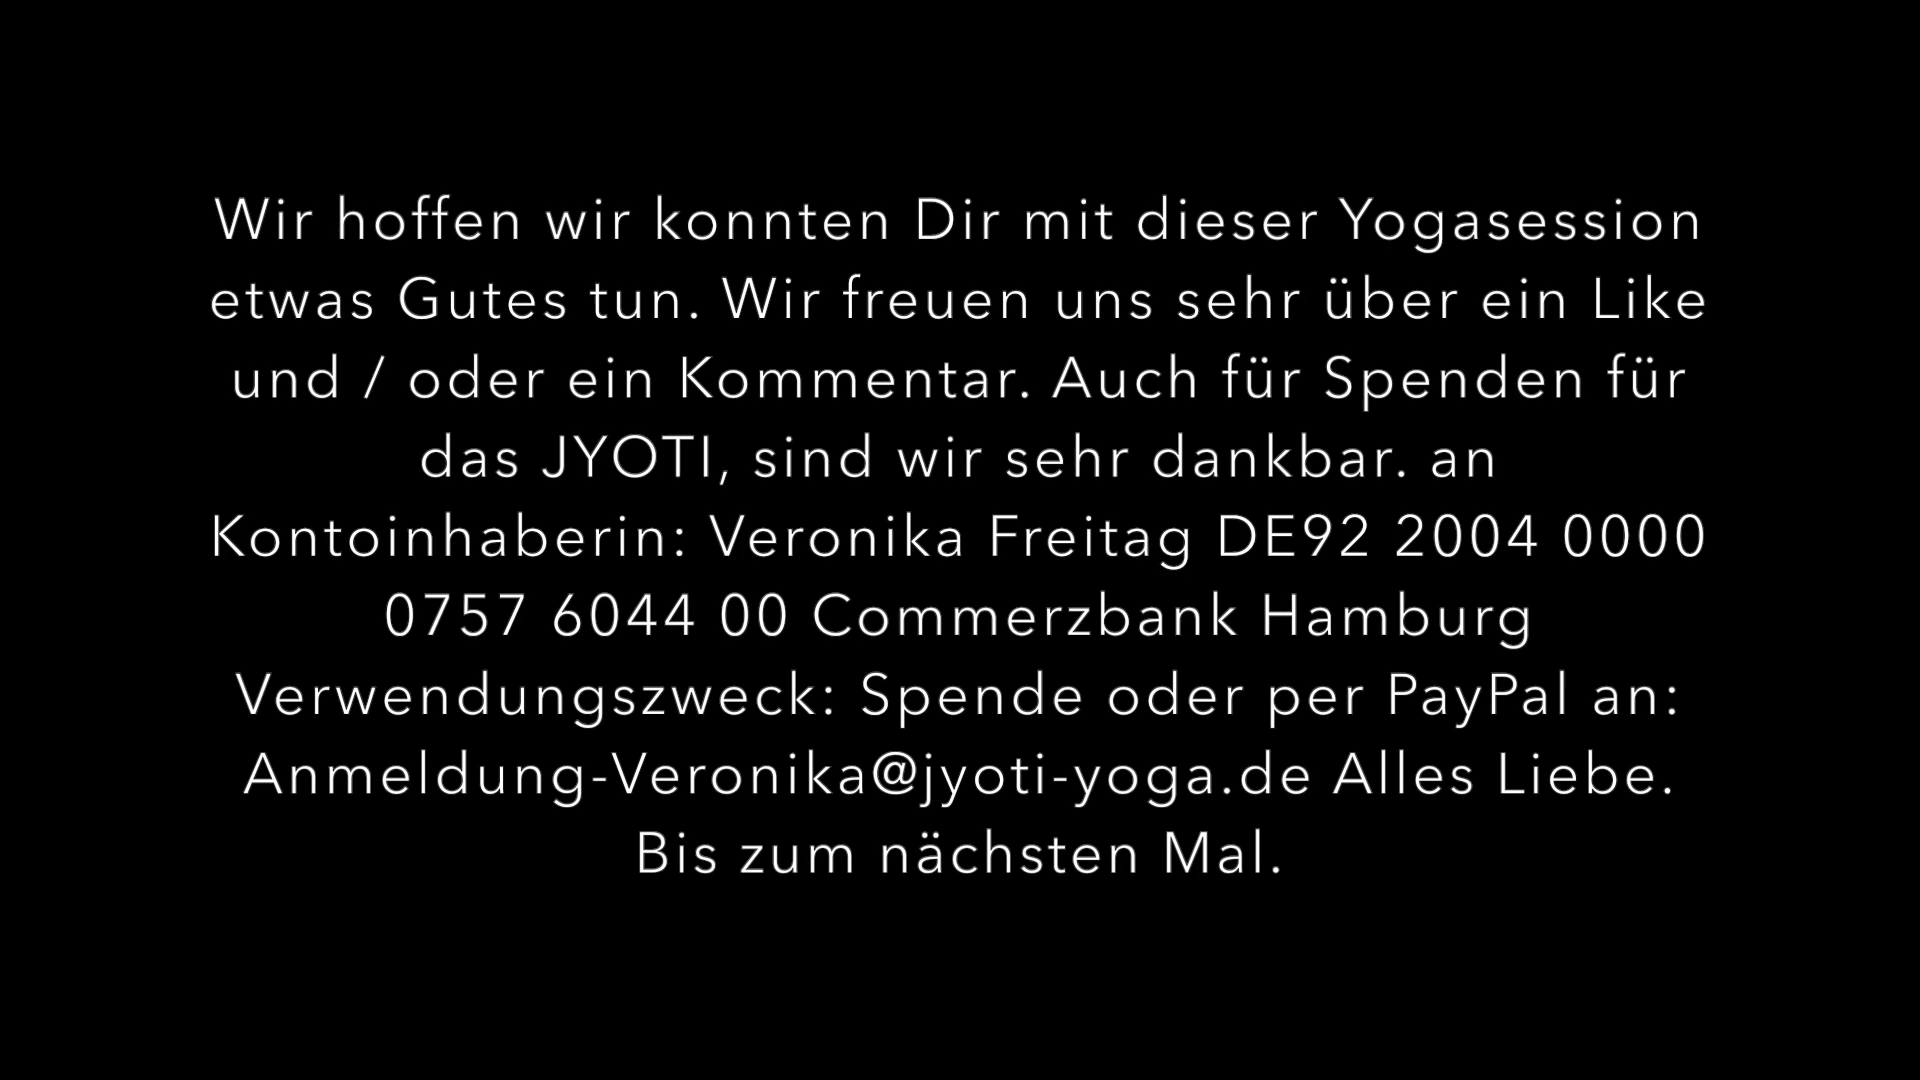 Wir hoffen wir konnten Dir mit dieser Yogasession
etwas Gutes tun. Wir freuen uns sehr über ein Like
und / oder ein Kommentar. Auch für Spenden für
das JYOTI, sind wir sehr dankbar. an
Kontoinhaberin: Veronika Freitag DE92 2004 0000
0757 6044 00 Commerzbank Hamburg
Verwendungszweck: Spende oder per PayPal an:
Anmeldung-Veronika@jyoti-yoga.de Alles Liebe.
Bis zum nächsten Mal.